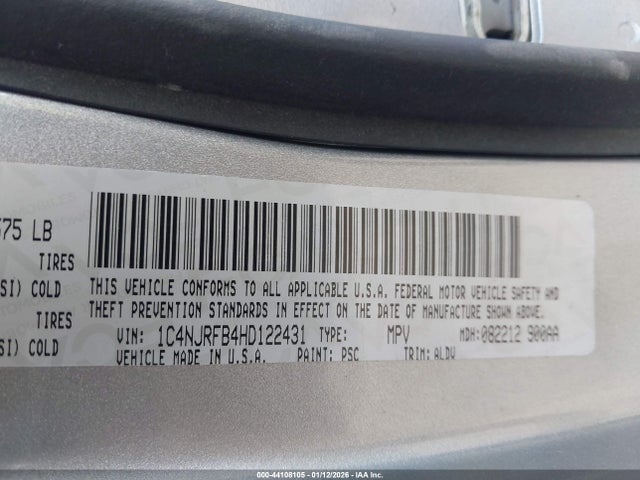 575 LB
TIRES
SI) COLD
TIRES
SI) COLD
THIS VEHICLE CONFORMS TO ALL APPLICABLE U.S.A. FEDERAL MOTOR VEHICLE SAFETY AND
THEFT PREVENTION STANDARDS IN EFFECT ON THE DATE OF MANUFACTURE SHOWN ABOVE.
VIN: 1C4NJRFB4HD122431 TYPE: MPV MDH:082212 900AA
VEHICLE MADE IN U.S.A. PAINT: PSC TRIM: ALDV
000-44108105 - 01/12/2026 - IAA Inc.